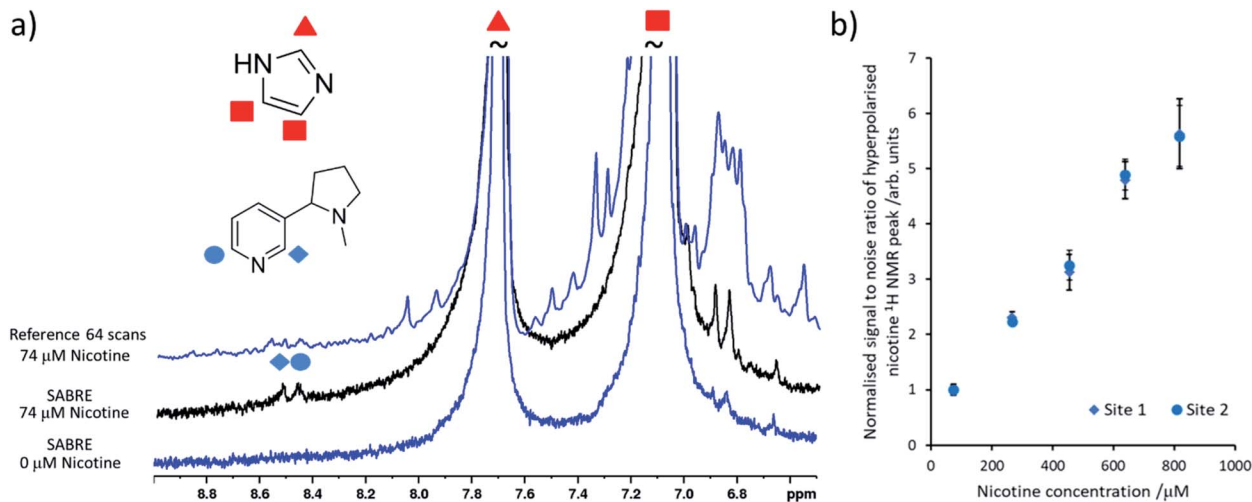 a)
HN
N
N
N
~
~
Reference 64 scans
74 μM Nicotine
SABRE
74 μM Nicotine
SABRE
0 μM Nicotine
8.8 8.6 8.4 8.2 8.0 7.8 7.6 7.4 7.2 7.0 6.8 ppm
b)
Normalised signal to noise ratio of hyperpolarised
nicotine ¹H NMR peak /arb. units
7
6
5
4
3
2
1
0
Site 1 Site 2
0 200 400 600 800 1000
Nicotine concentration /μM